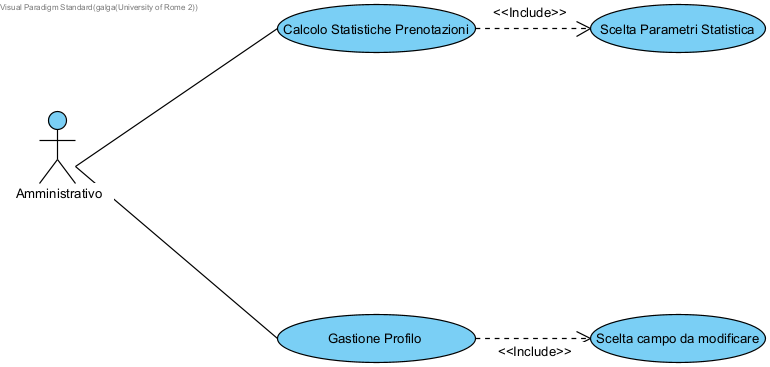 Visual Paradigm Standard(galga(University of Rome 2))
<<Include>>
Calcolo Statistiche Prenotazioni
Scelta Parametri Statistica
Amministrativo
Gastione Profilo
Scelta campo da modificare
<<Include>>